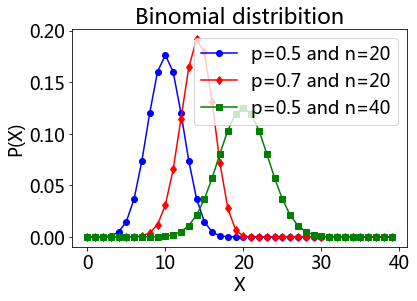 Binomial distribition
p=0.5 and n=20
p=0.7 and n=20
p=0.5 and n=40
P(X)
0.20
0.15
0.10
0.05
0.00
0
10
20
30
40
X